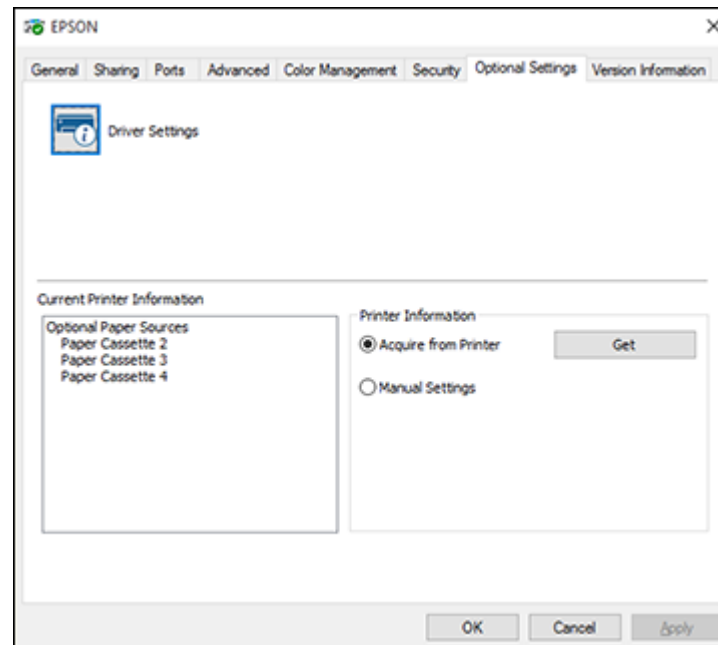 EPSON
General Sharing Ports Advanced Color Management Security Optional Settings Version Information
Driver Settings
Current Printer Information
Optional Paper Sources
Paper Cassette 2
Paper Cassette 3
Paper Cassette 4
Printer Information
Acquire from Printer Get
Manual Settings
OK Cancel Apply